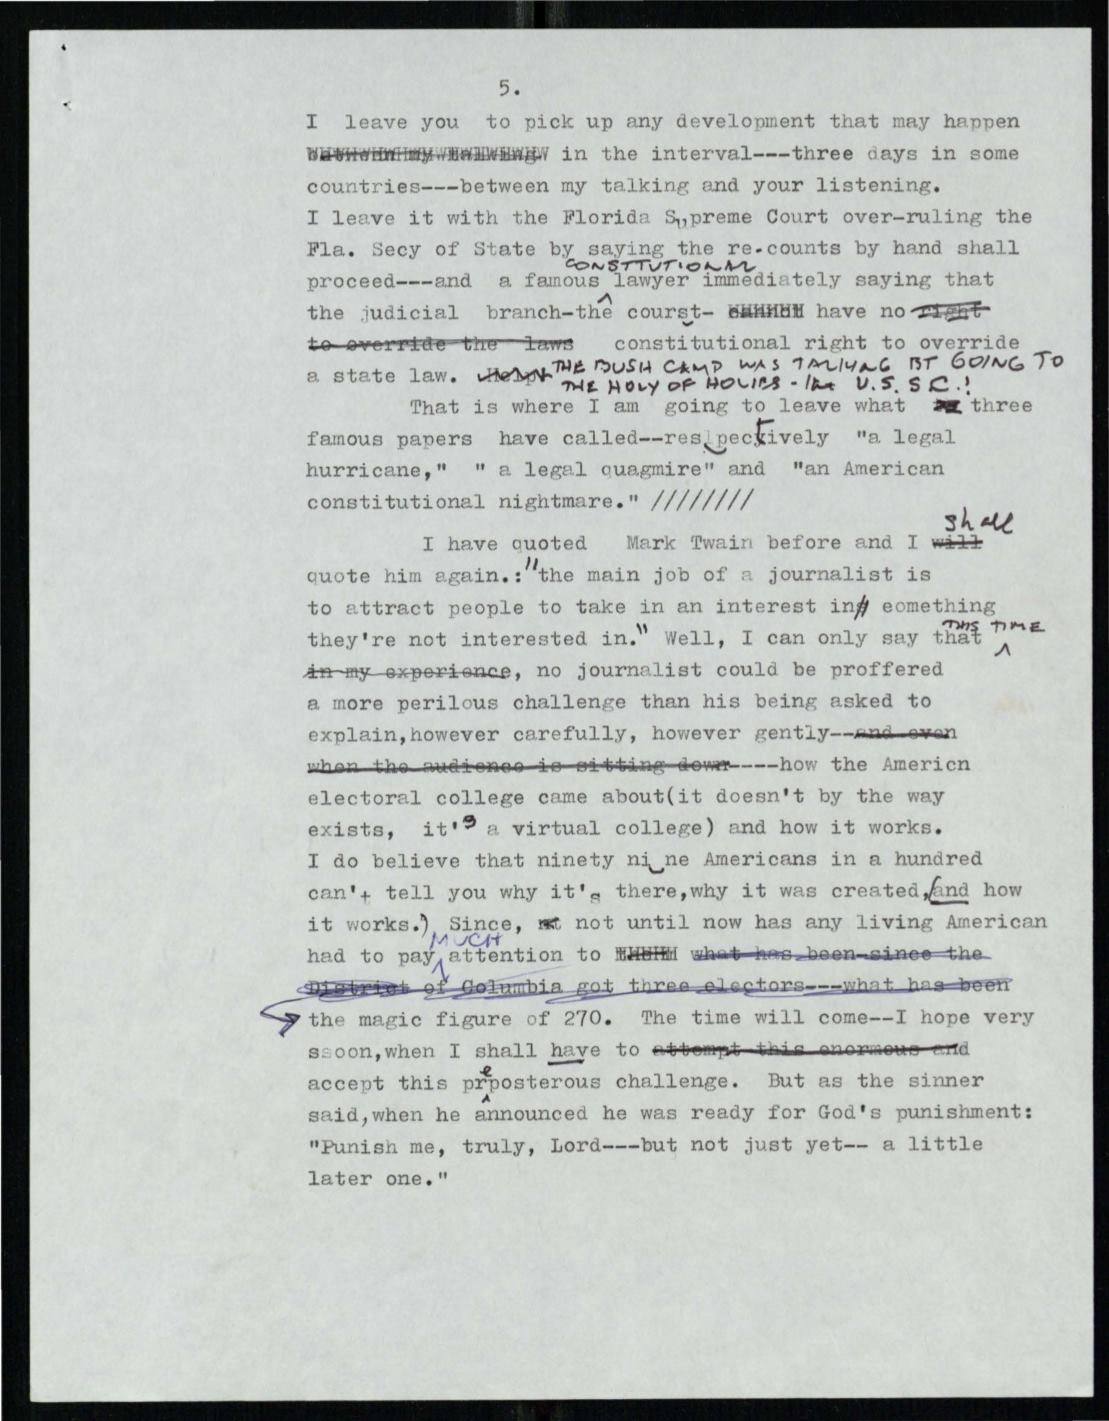 5.
I leave you to pick up any development that may happen
in the interval---three days in some
countries---between my talking and your listening.
I leave it with the Florida Supreme Court over-ruling the
Fla. Secy of State by saying the re-counts by hand shall
CONSTTUTIONAL
proceed---and a famous lawyer immediately saying that
the judicial branch-the courst- have no right
to override the laws constitutional right to override
a state law. THE BUSH CAMP WAS TALKING BT GOING TO
THE HOLY OF HOLIES - U.S.S.C.!
That is where I am going to leave what three
famous papers have called--respectively "a legal
hurricane," " a legal quagmire" and "an American
constitutional nightmare." ////////
shall
I have quoted Mark Twain before and I will
quote him again.: "the main job of a journalist is
to attract people to take in an interest in eomething
they're not interested in." Well, I can only say that THIS TIME
in my experience, no journalist could be proffered
a more perilous challenge than his being asked to
explain,however carefully, however gently--and even
when the audience is sitting down----how the Americn
electoral college came about(it doesn't by the way
exists, it's a virtual college) and how it works.
I do believe that ninety nine Americans in a hundred
can't tell you why it's there,why it was created,(and how
it works.) Since, not until now has any living American
MUCH
had to pay attention to what has been-since the
District of Columbia got three electors---what has been
the magic figure of 270. The time will come--I hope very
ssoon,when I shall have to attempt this enormous and
accept this preposterous challenge. But as the sinner
said,when he announced he was ready for God's punishment:
"Punish me, truly, Lord---but not just yet-- a little
later one."